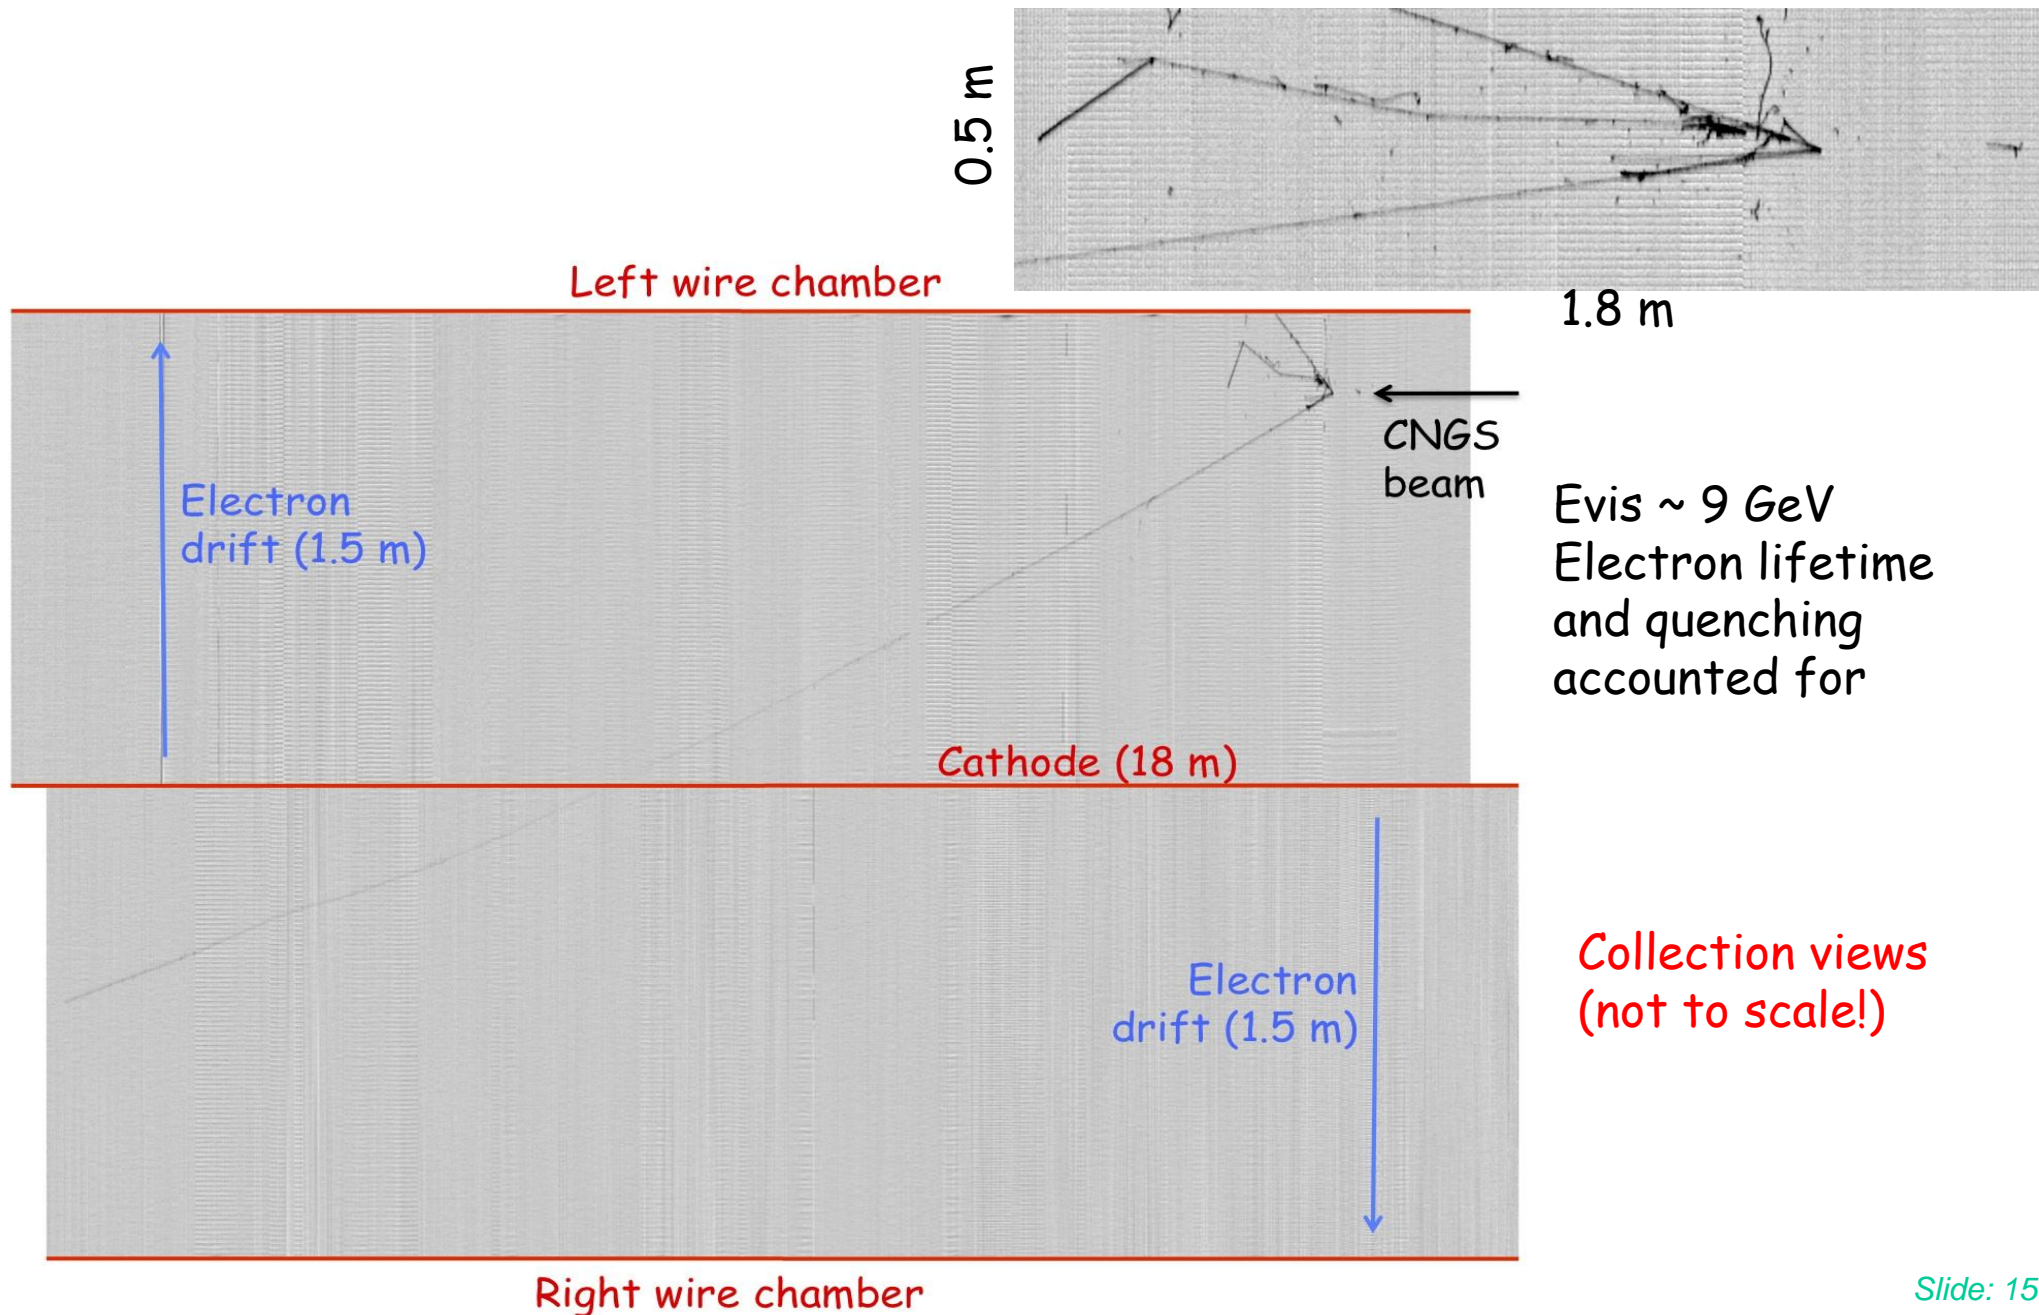 0.5 m
1.8 m
Left wire chamber
CNGS
beam
Electron
drift (1.5 m)
Evis ~ 9 GeV
Electron lifetime
and quenching
accounted for
Cathode (18 m)
Electron
drift (1.5 m)
Collection views
(not to scale!)
Right wire chamber
Slide: 15